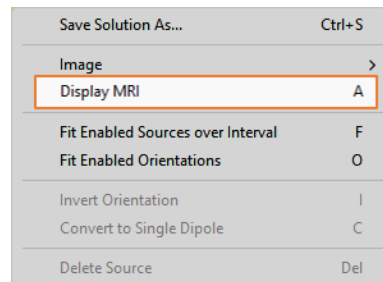 Save Solution As... Ctrl+S
Image >
Display MRI A
Fit Enabled Sources over Interval F
Fit Enabled Orientations O
Invert Orientation I
Convert to Single Dipole C
Delete Source Del